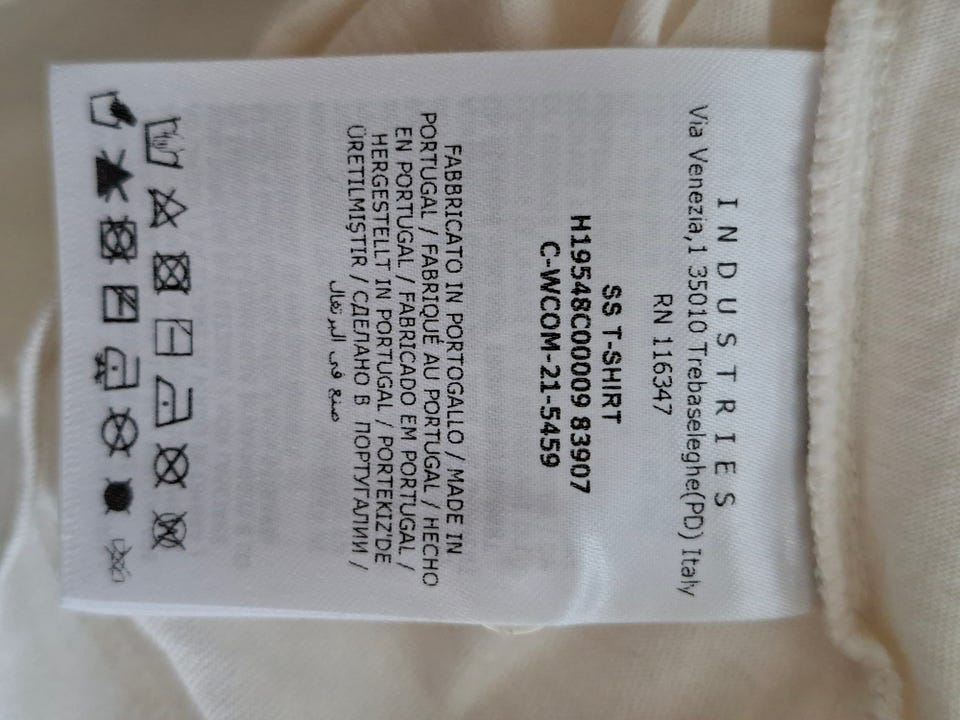 INDUSTRIES
Via Venezia,1 35010 Trebaseleghe(PD) Italy
RN 116347
SS T-SHIRT
H19548C00009 83907
C-WCOM-21-5459
FABBRICATO IN PORTOGALLO / MADE IN
PORTUGAL / FABRIQUÉ AU PORTUGAL / HECHO
EN PORTUGAL / FABRICADO EM PORTUGAL /
HERGESTELLT IN PORTUGAL / PORTEKIZ'DE
ÜRETILMIŞTIR / СДЕЛАНО В ПОРТУГАЛИИ /
صنع في البرتغال